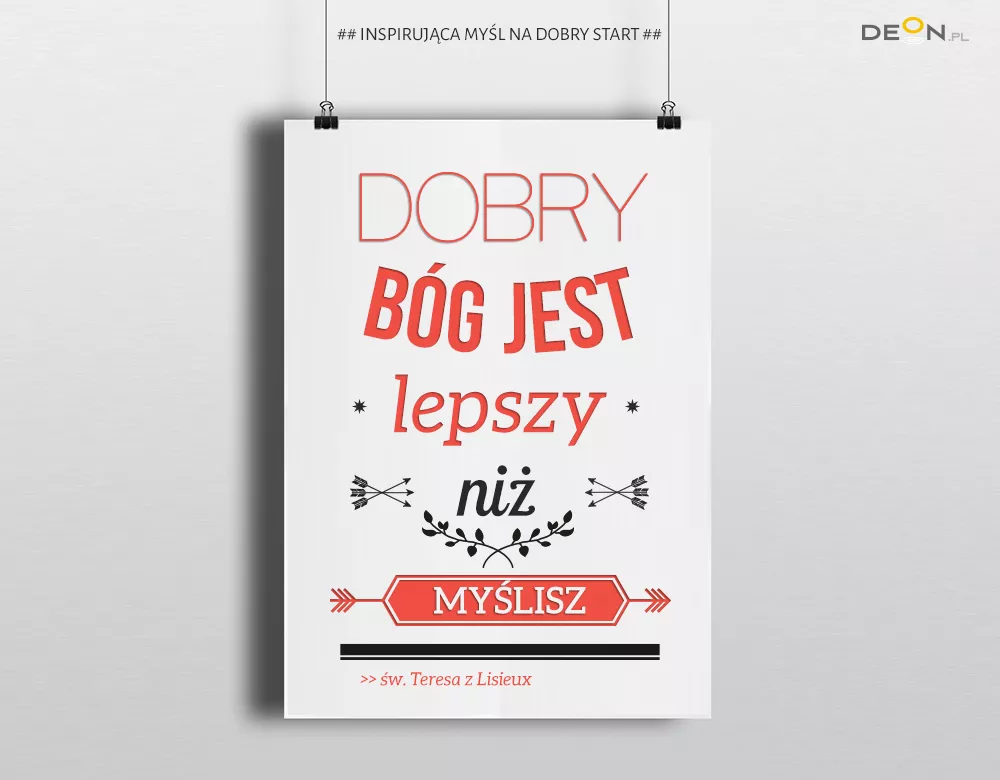 ## INSPIRUJĄCA MYŚL NA DOBRY START ##
DEON.PL
DOBRY
BÓG JEST
lepszy
niż
MYŚLISZ
>> św. Teresa z Lisieux